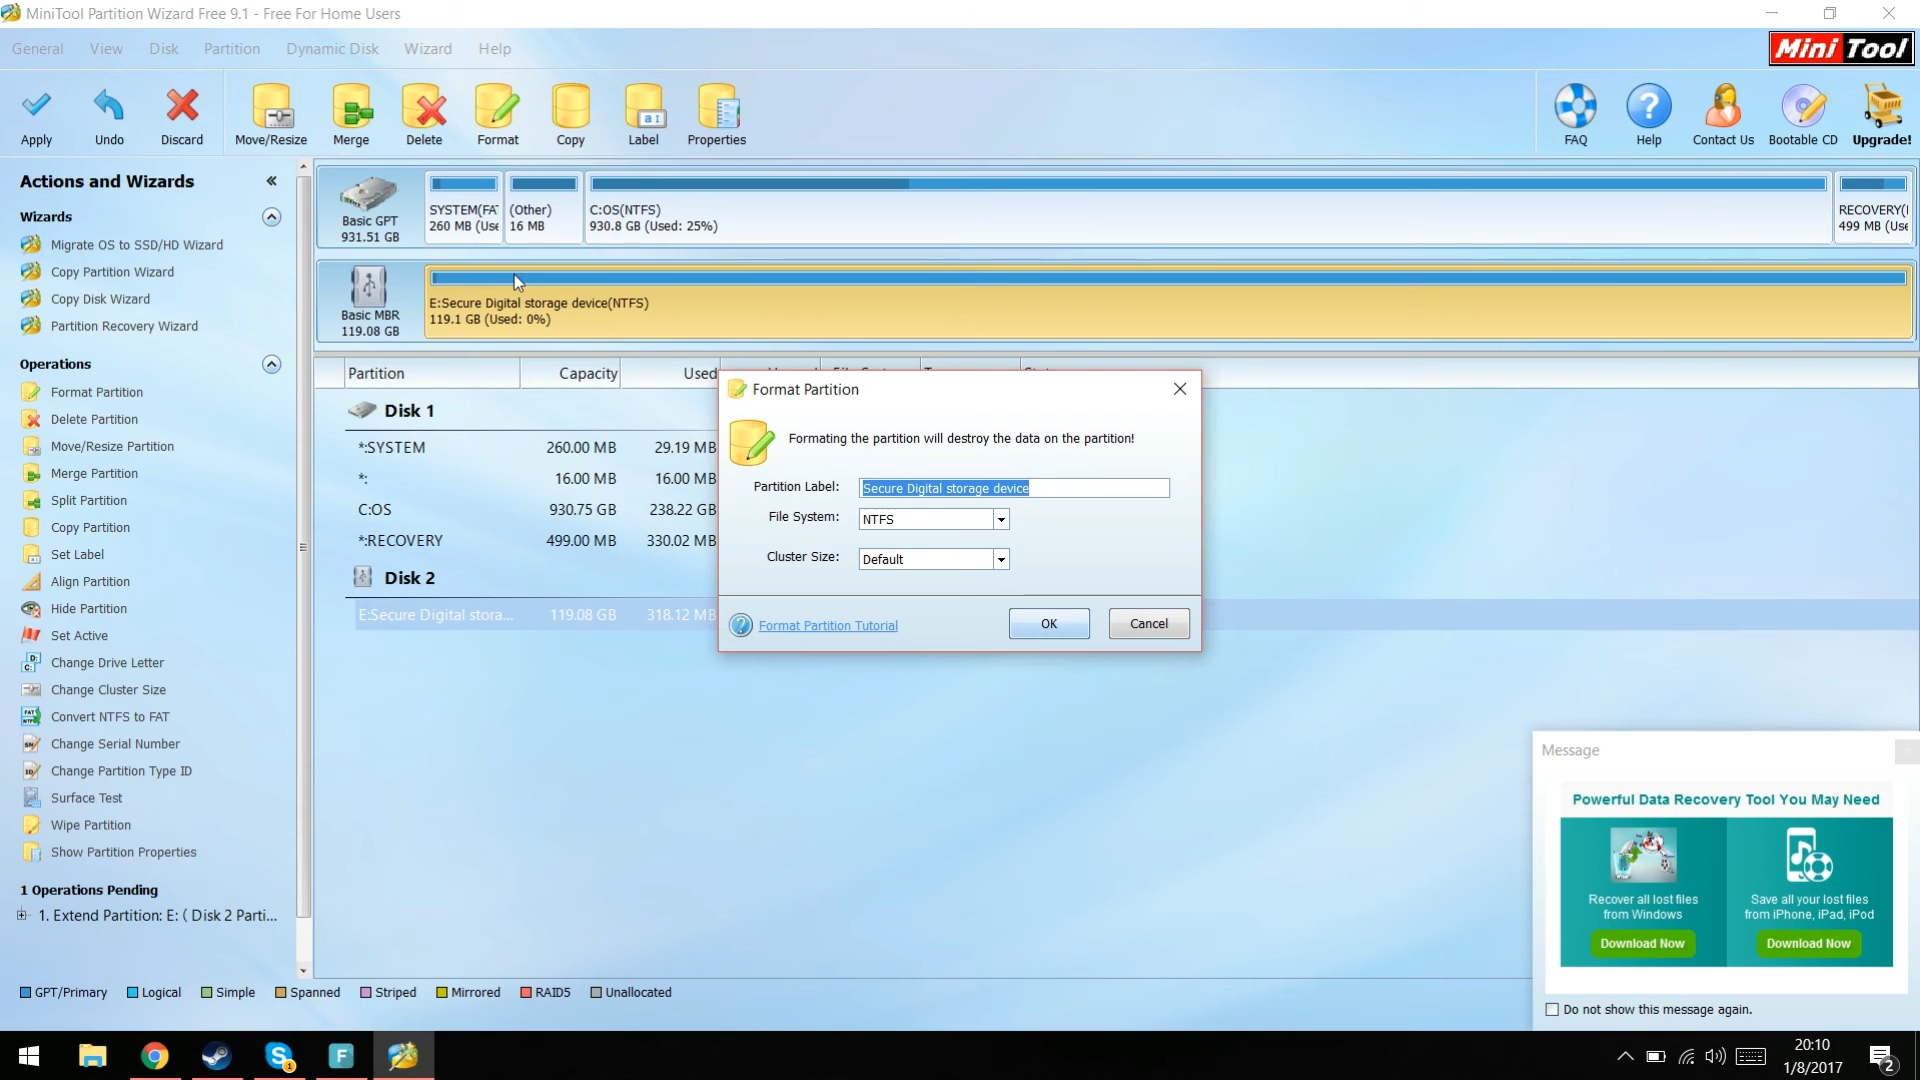 MiniTool Partition Wizard Free 9.1 - Free For Home Users
General View Disk Partition Dynamic Disk Wizard Help
Mini Tool
Apply Undo Discard Move/Resize Merge Delete Format Copy Label Properties FAQ Help Contact Us Bootable CD Upgrade!
Actions and Wizards
Wizards
Migrate OS to SSD/HD Wizard
Copy Partition Wizard
Copy Disk Wizard
Partition Recovery Wizard
Operations
Format Partition
Delete Partition
Move/Resize Partition
Merge Partition
Split Partition
Copy Partition
Set Label
Align Partition
Hide Partition
Set Active
Change Drive Letter
Change Cluster Size
Convert NTFS to FAT
Change Serial Number
Change Partition Type ID
Surface Test
Wipe Partition
Show Partition Properties
1 Operations Pending
1. Extend Partition: E: ( Disk 2 Parti...
Basic GPT
931.51 GB
SYSTEM(FAT
260 MB (Use
(Other)
16 MB
C:OS(NTFS)
930.8 GB (Used: 25%)
RECOVERY(
499 MB (Use
Basic MBR
119.08 GB
E:Secure Digital storage device(NTFS)
119.1 GB (Used: 0%)
Partition Capacity Used
Disk 1
*:SYSTEM 260.00 MB 29.19 MB
*: 16.00 MB 16.00 MB
C:OS 930.75 GB 238.22 GB
*:RECOVERY 499.00 MB 330.02 MB
Disk 2
E:Secure Digital stora... 119.08 GB 318.12 MB
Format Partition
Formating the partition will destroy the data on the partition!
Partition Label: Secure Digital storage device
File System: NTFS
Cluster Size: Default
Format Partition Tutorial
OK
Cancel
Message
Powerful Data Recovery Tool You May Need
Recover all lost files
from Windows
Download Now
Save all your lost files
from iPhone, iPad, iPod
Download Now
Do not show this message again.
GPT/Primary Logical Simple Spanned Striped Mirrored RAID5 Unallocated
20:10
1/8/2017
2